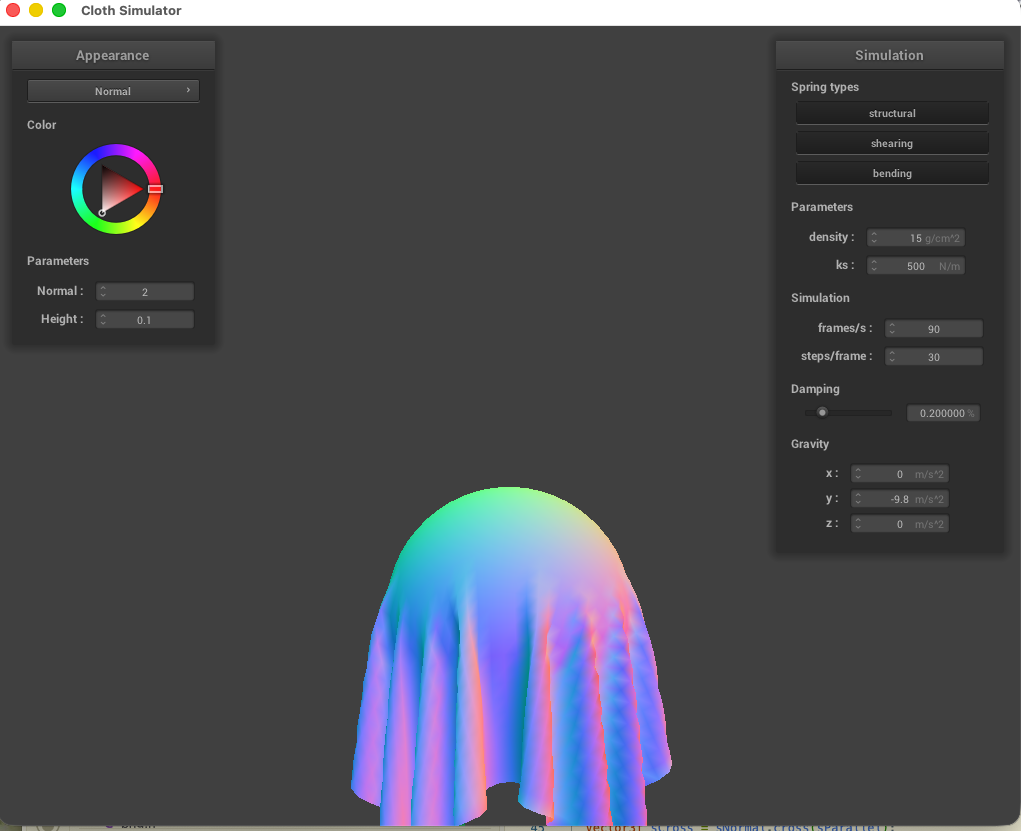 Cloth Simulator
Appearance
Normal ›
Color
Parameters
Normal : 2
Height : 0.1
Simulation
Spring types
structural
shearing
bending
Parameters
density : 15 g/cm^2
ks : 500 N/m
Simulation
frames/s : 90
steps/frame : 30
Damping
0.200000 %
Gravity
x : 0 m/s^2
y : -9.8 m/s^2
z : 0 m/s^2
45